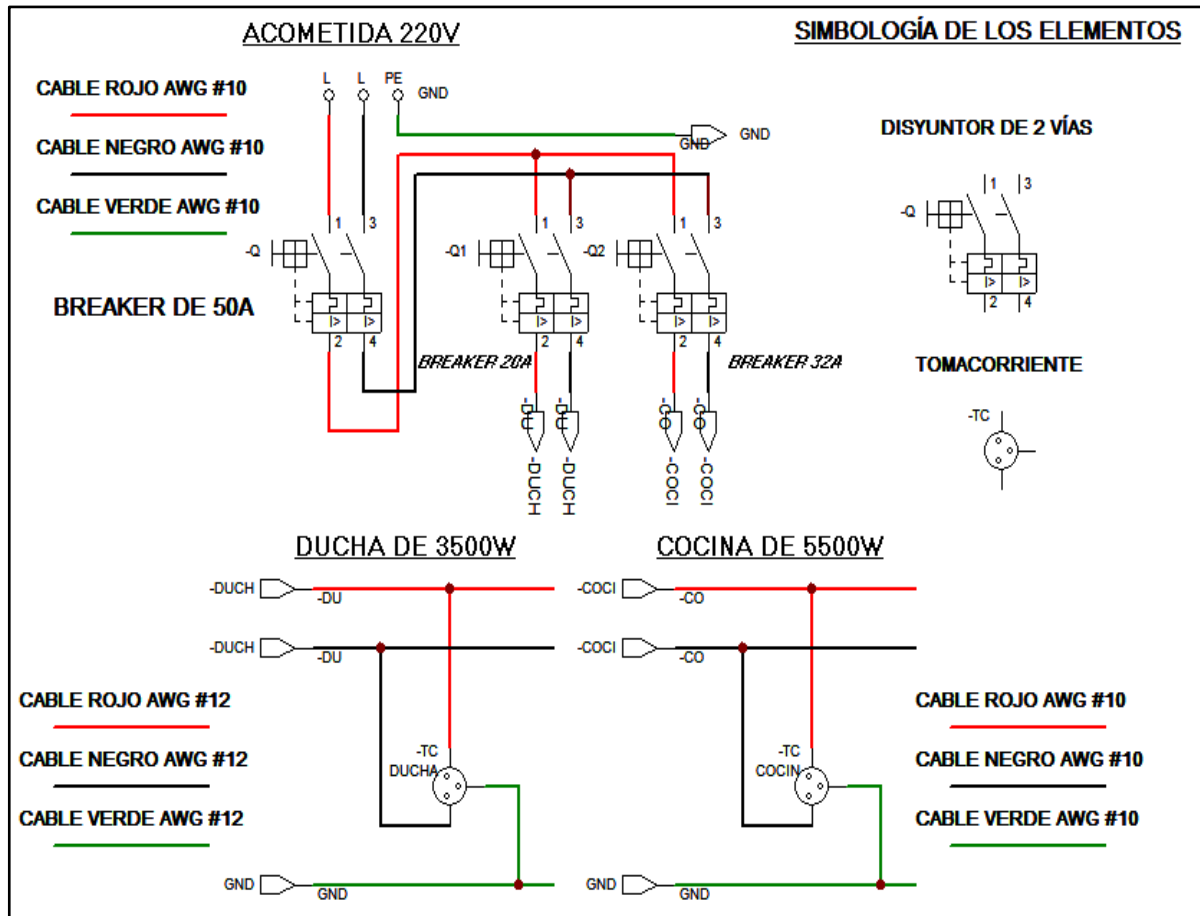 ACOMETIDA 220V
SIMBOLOGÍA DE LOS ELEMENTOS
CABLE ROJO AWG #10
CABLE NEGRO AWG #10
CABLE VERDE AWG #10
L L PE
GND
GND
GND
DISYUNTOR DE 2 VÍAS
1 3
-Q
2 4
-Q 1 3
-Q1 1 3
-Q2 1 3
I> I>
I> I>
I> I>
I> I>
2 4
2 4
2 4
BREAKER DE 50A
BREAKER 20A
BREAKER 32A
TOMACORRIENTE
-TC
-DU
-DU
-CO
-CO
-DUCH
-DUCH
-COCI
-COCI
DUCHA DE 3500W
COCINA DE 5500W
-DUCH
-DU
-DUCH
-DU
-COCI
-CO
-COCI
-CO
CABLE ROJO AWG #12
CABLE NEGRO AWG #12
CABLE VERDE AWG #12
-TC
DUCHA
-TC
COCIN
CABLE ROJO AWG #10
CABLE NEGRO AWG #10
CABLE VERDE AWG #10
GND
GND
GND
GND